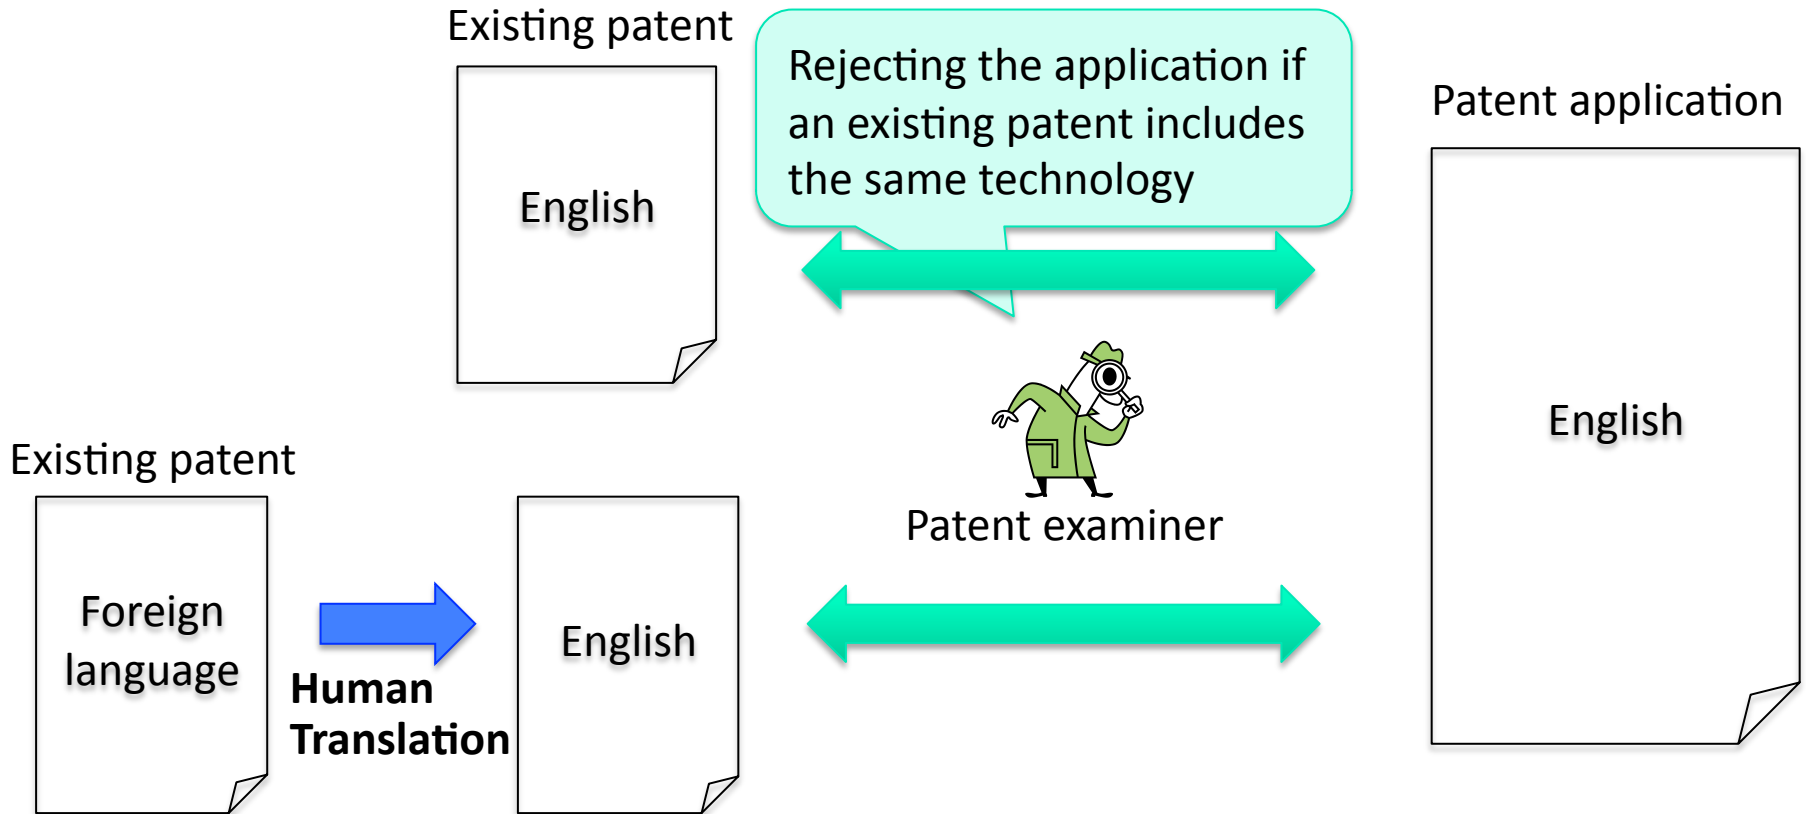 Existing patent
English
Rejecting the application if
an existing patent includes
the same technology
Patent application
English
Patent examiner
Existing patent
Foreign
language
Human
Translation
English